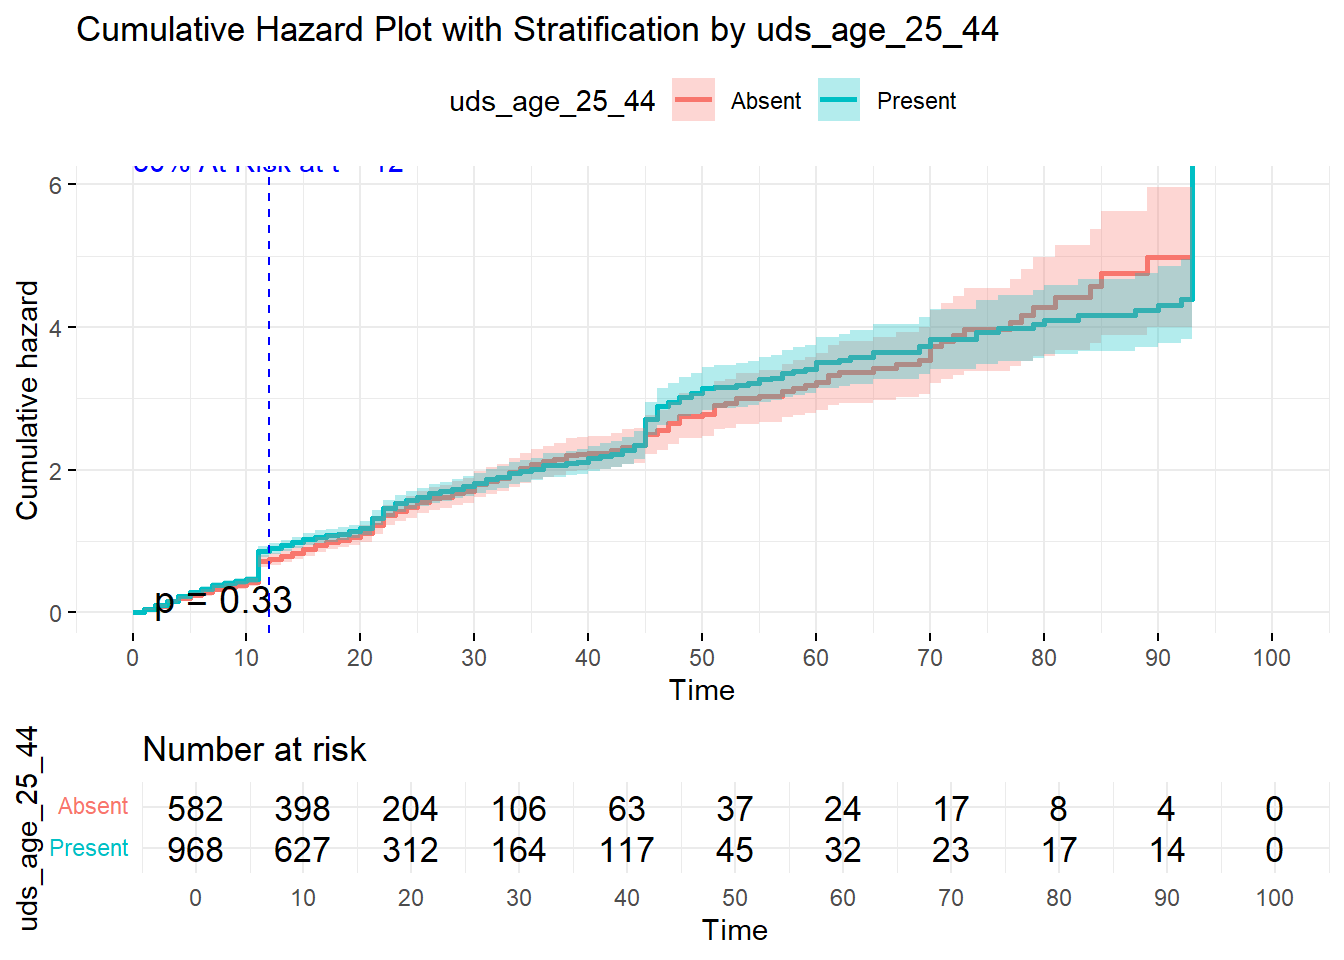 Cumulative Hazard Plot with Stratification by uds_age_25_44
uds_age_25_44 Absent Present
At Risk at t
6
4
2
0
Cumulative hazard
p = 0.33
0 10 20 30 40 50 60 70 80 90 100
Time
Number at risk
uds_age_25_44
Absent 582 398 204 106 63 37 24 17 8 4 0
Present 968 627 312 164 117 45 32 23 17 14 0
0 10 20 30 40 50 60 70 80 90 100
Time